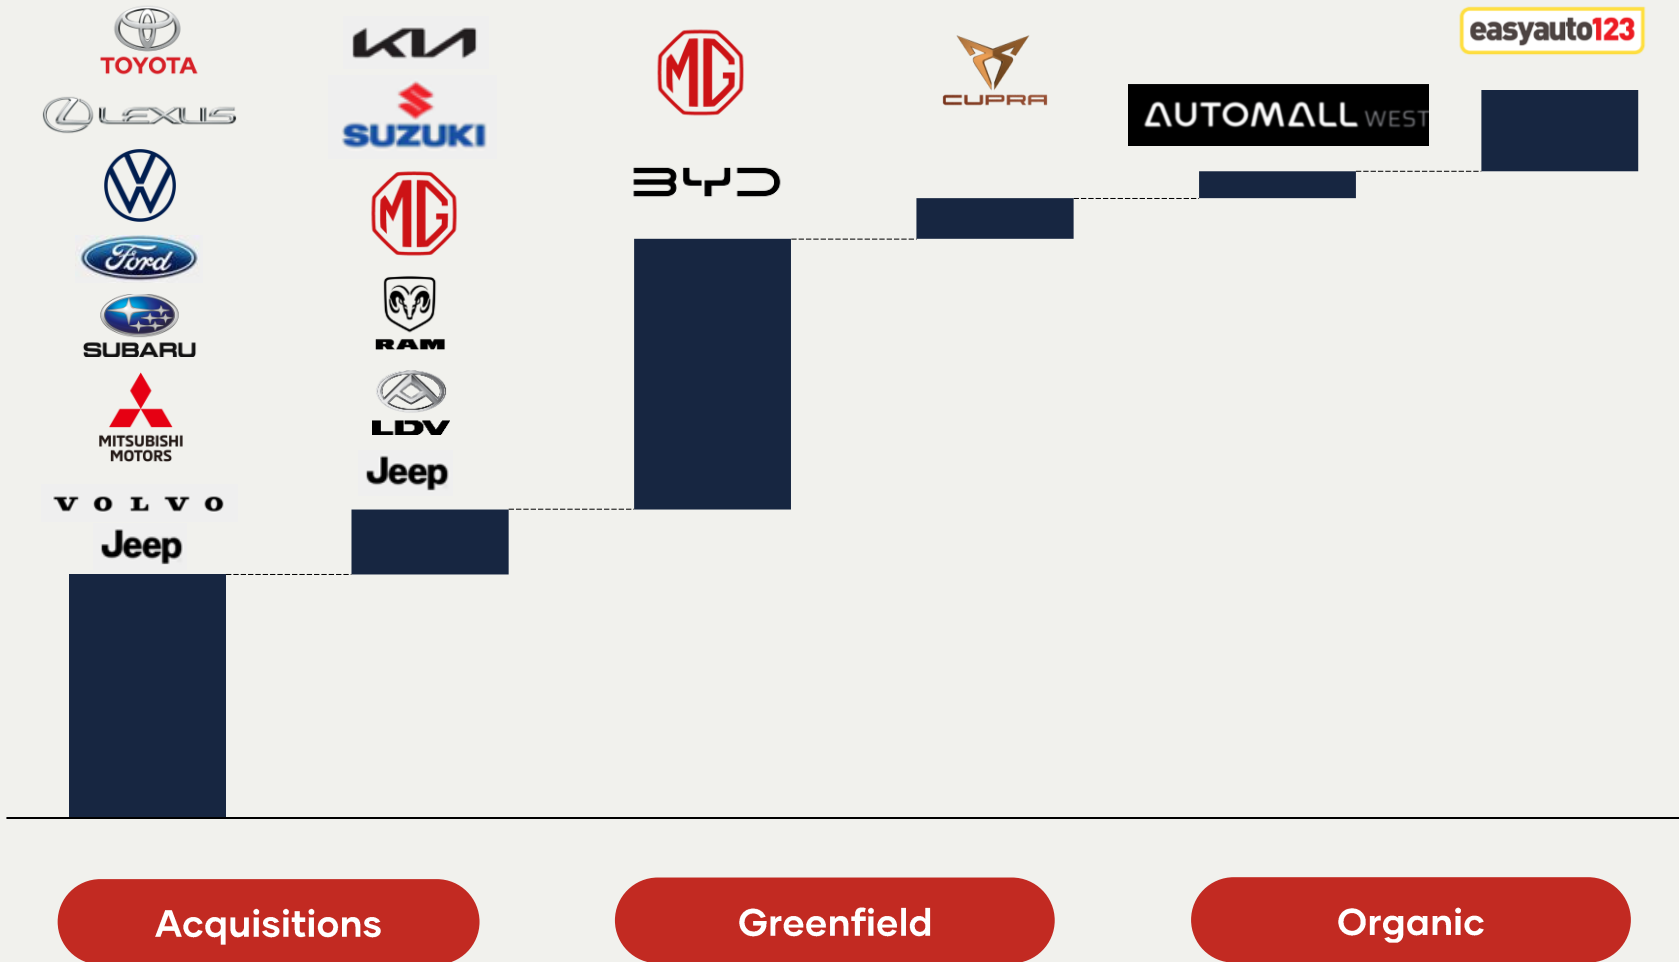 TOYOTA
LEXUS
Ford
SUBARU
MITSUBISHI
MOTORS
VOLVO
Jeep
KIA
SUZUKI
MG
RAM
LDV
Jeep
MG
BYD
CUPRA
AUTOMALL WEST
easyauto123
Acquisitions
Greenfield
Organic